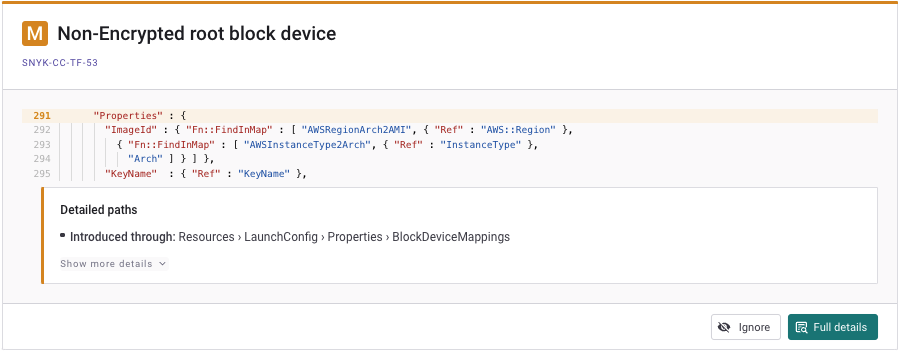 M Non-Encrypted root block device
SNYK-CC-TF-53
291 "Properties" : {
292 "ImageId" : { "Fn::FindInMap" : [ "AWSRegionArch2AMI", { "Ref" : "AWS::Region" },
293 { "Fn::FindInMap" : [ "AWSInstanceType2Arch", { "Ref" : "InstanceType" },
294 "Arch" ] } ] },
295 "KeyName" : { "Ref" : "KeyName" },
Detailed paths
• Introduced through: Resources › LaunchConfig › Properties › BlockDeviceMappings
Show more details
Ignore
Full details